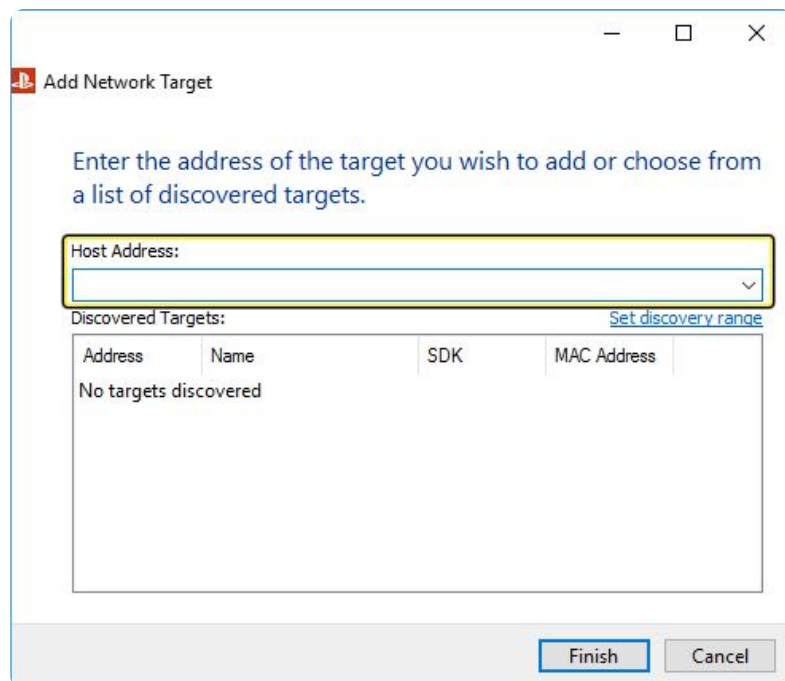 Add Network Target
Enter the address of the target you wish to add or choose from
a list of discovered targets.
Host Address:
Discovered Targets: Set discovery range
Address Name SDK MAC Address
No targets discovered
Finish Cancel